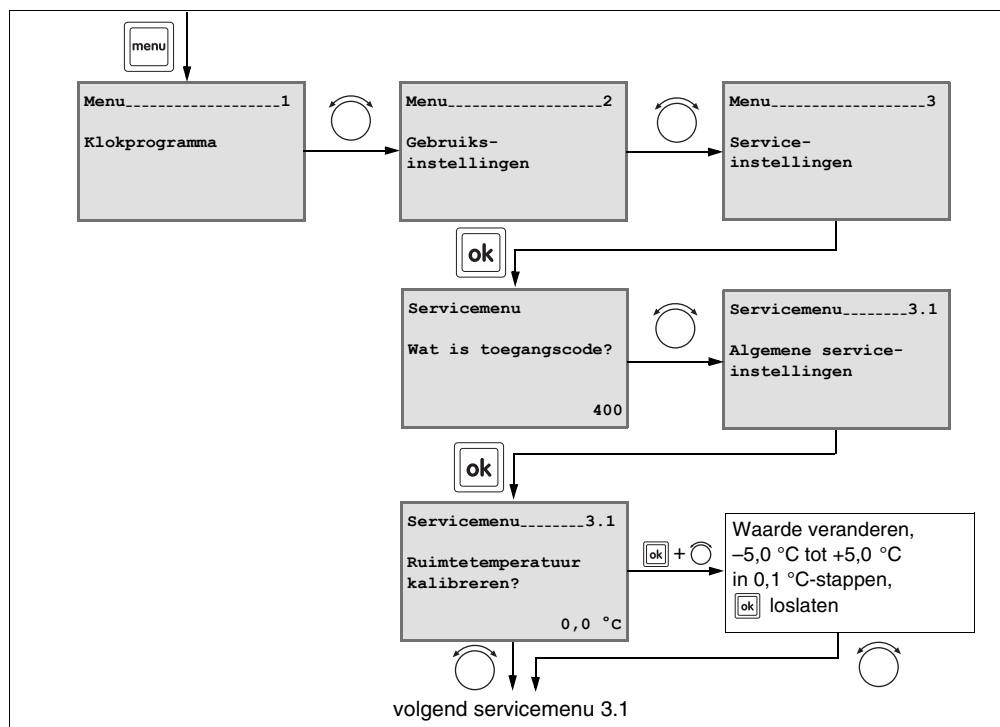 menu
Menu__________________1
Klokprogramma
Menu__________________2
Gebruiks-
instellingen
Menu__________________3
Service-
instellingen
ok
Servicemenu
Wat is toegangscode?
400
Servicemenu________3.1
Algemene service-
instellingen
ok
Servicemenu________3.1
Ruimtetemperatuur
kalibreren?
0,0 °C
ok +
Waarde veranderen,
–5,0 °C tot +5,0 °C
in 0,1 °C-stappen,
ok loslaten
volgend servicemenu 3.1